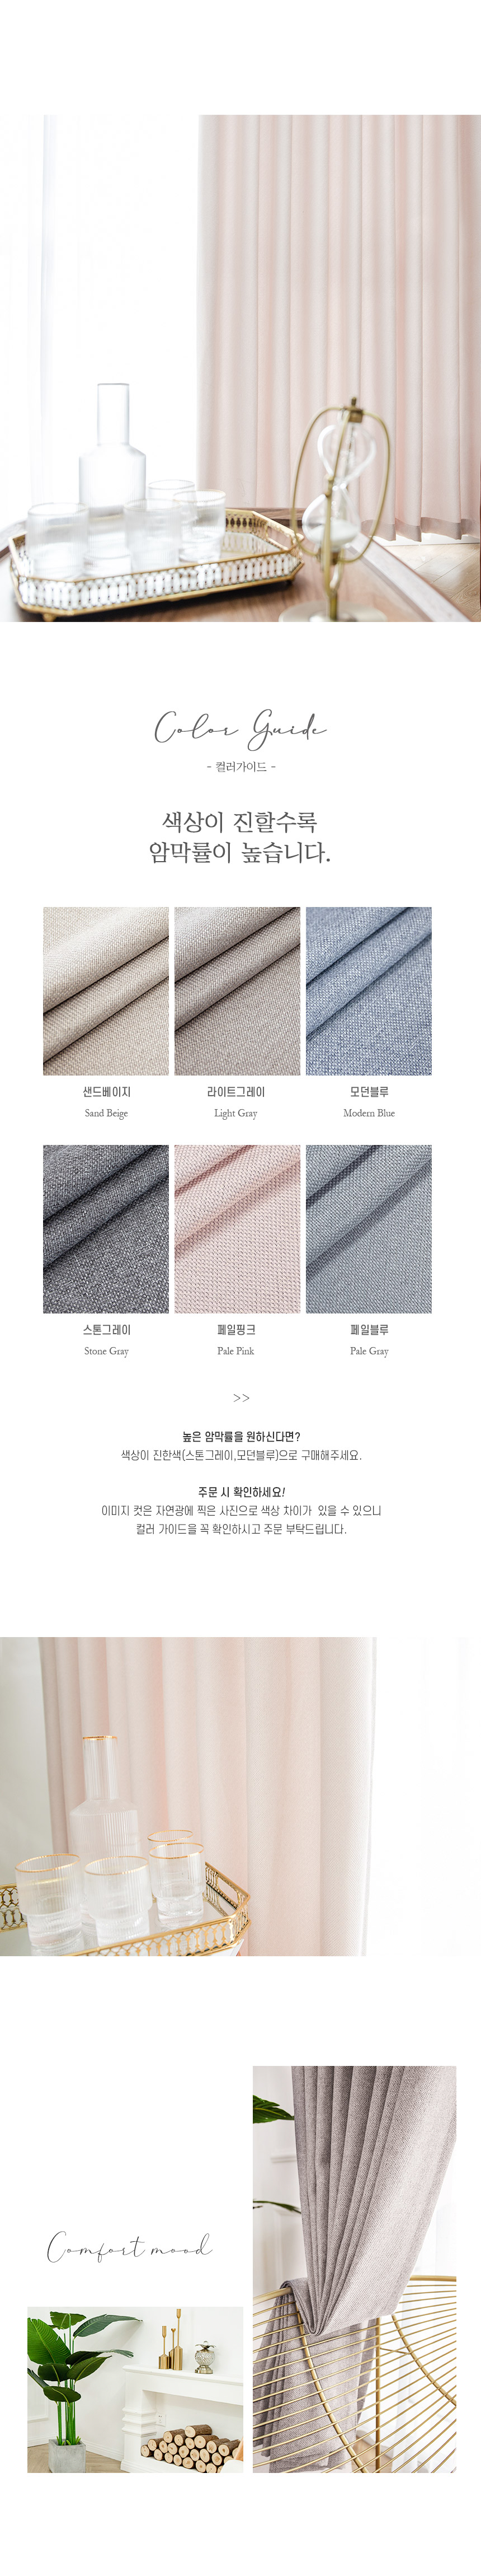 Color Guide
- 컬러가이드 -
색상이 진할수록
암막률이 높습니다.
샌드베이지
Sand Beige
라이트그레이
Light Gray
모던블루
Modern Blue
스톤그레이
Stone Gray
페일핑크
Pale Pink
페일블루
Pale Gray
>>
높은 암막률을 원하신다면?
색상이 진한색(스톤그레이,모던블루)으로 구매해주세요.
주문 시 확인하세요!
이미지 컷은 자연광에 찍은 사진으로 색상 차이가 있을 수 있으니
컬러 가이드을 꼭 확인하시고 주문 부탁드립니다.
Comfort mood